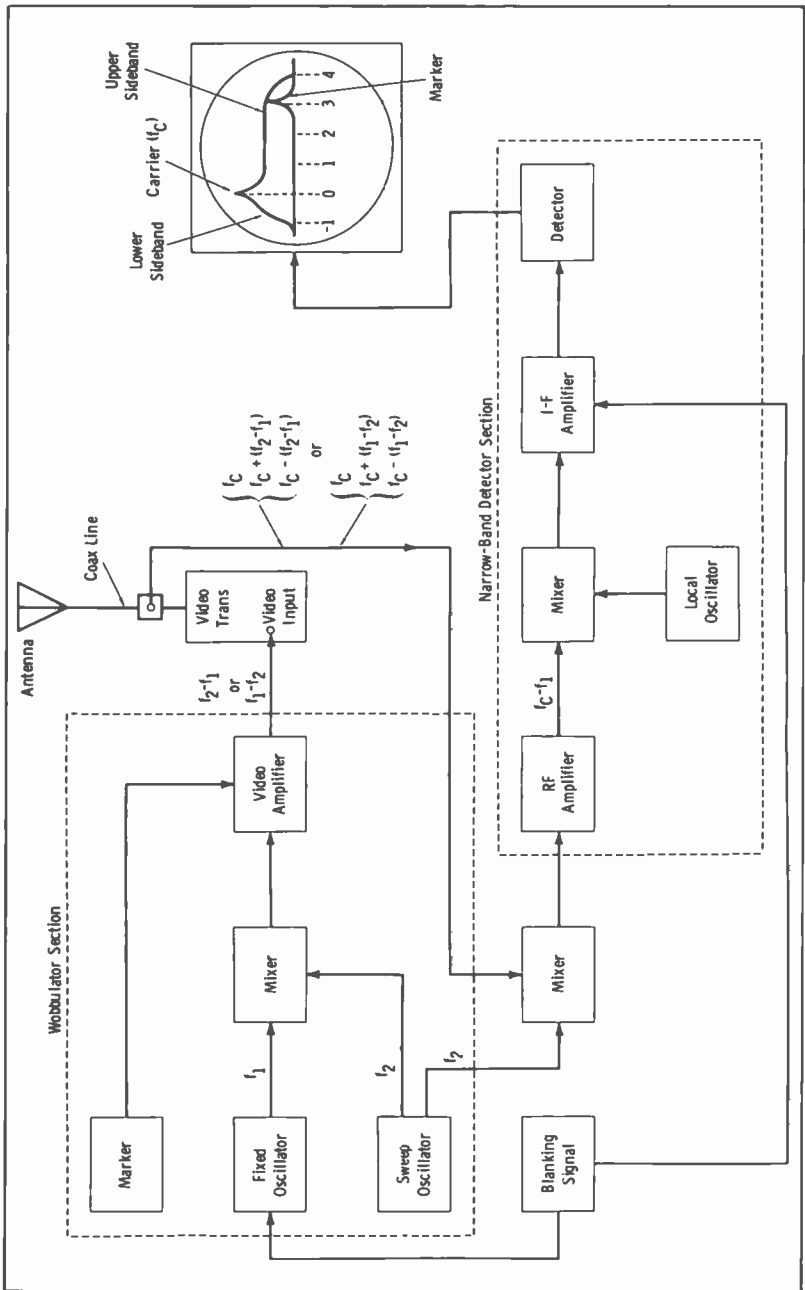 Antenna
Coax Line
Video
Trans
Video
Input
f2-f1
or
f1-f2
{ fC
fC + (f2-f1)
fC - (f2-f1)
or
{ fC
fC + (f1-f2)
fC - (f1-f2)
Lower
Sideband
Carrier (fC)
Upper
Sideband
-1
0
1
2
3
4
Marker
Wobbulator Section
Marker
Fixed
Oscillator
Sweep
Oscillator
f1
f2
f2
Mixer
Video
Amplifier
Blanking
Signal
Mixer
Narrow-Band Detector Section
RF
Amplifier
fC-f1
Mixer
Local
Oscillator
I-F
Amplifier
Detector